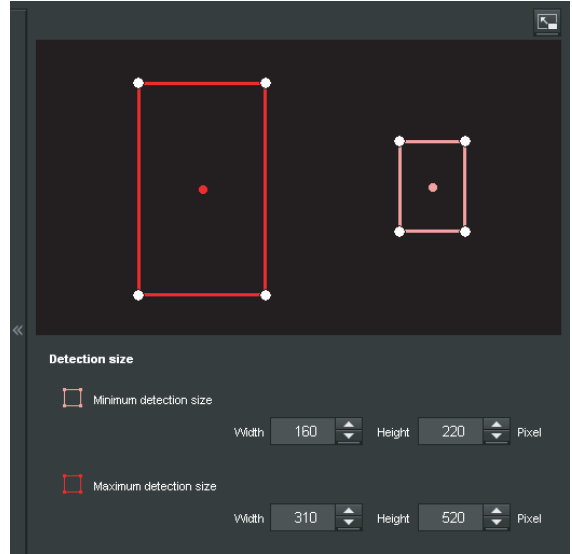 «
Detection size
Minimum detection size
Width 160 Height 220 Pixel
Maximum detection size
Width 310 Height 520 Pixel